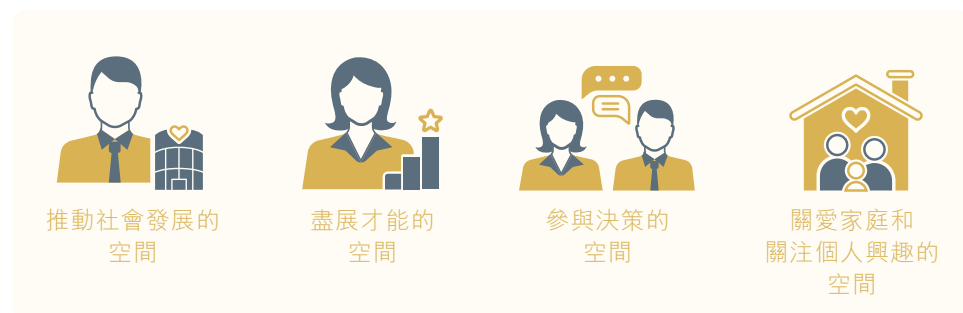 推動社會發展的
空間
盡展才能的
空間
參與決策的
空間
關愛家庭和
關注個人興趣的
空間